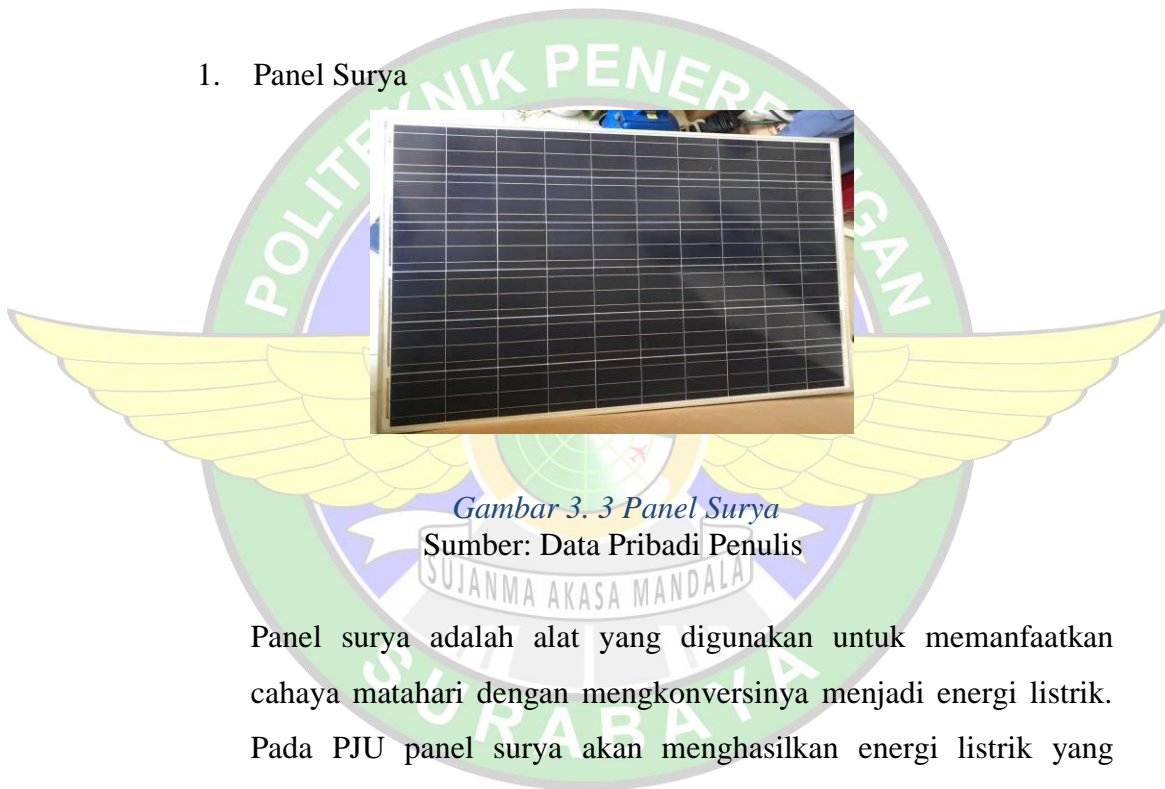 POLITEKNIK PENERBANGAN
1. Panel Surya
Gambar 3. 3 Panel Surya
Sumber: Data Pribadi Penulis
SUJANMA AKASA MANDALA
Panel surya adalah alat yang digunakan untuk memanfaatkan
cahaya matahari dengan mengkonversinya menjadi energi listrik.
Pada PJU panel surya akan menghasilkan energi listrik yang
SURABAYA